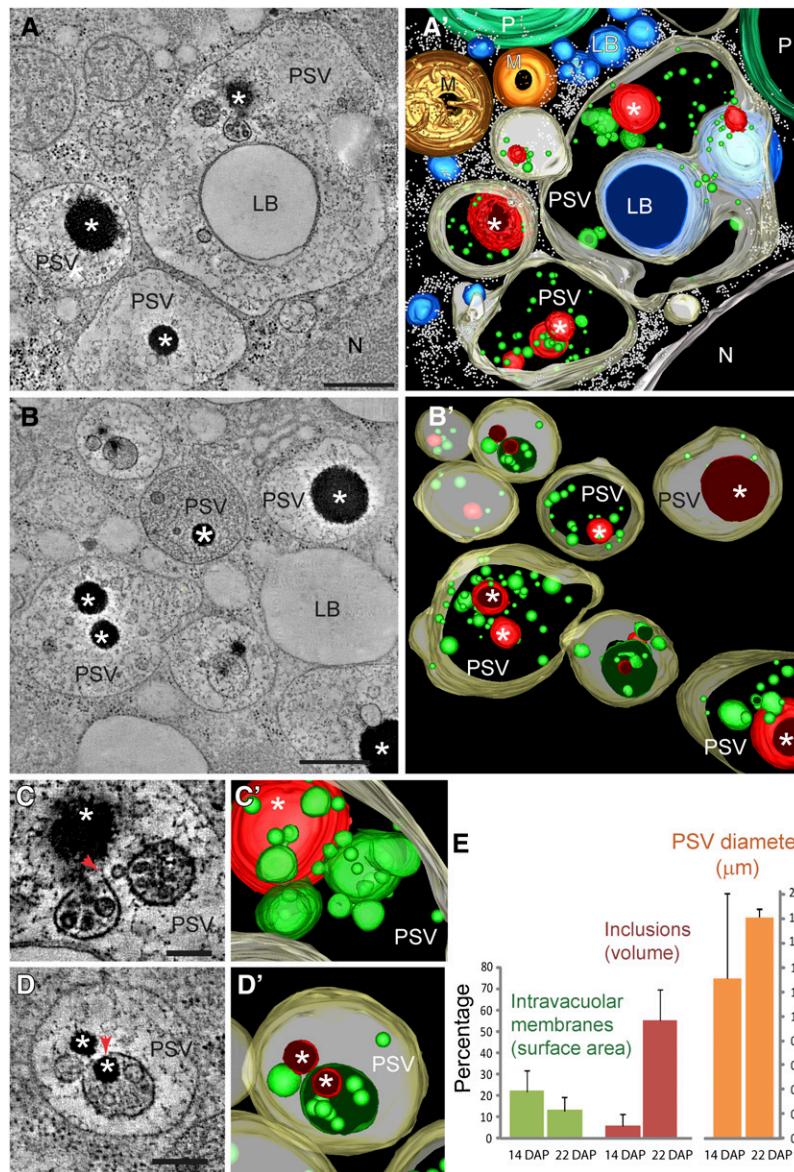 A
PSV
*
LB
*
PSV
PSV
*
N
A'
P
LB
P
M
M
*
*
PSV
LB
PSV
*
N
B
PSV
*
PSV
*
*
*
PSV
LB
*
B'
PSV
*
PSV
*
*
*
PSV
PSV
*
C
*
PSV
C'
*
PSV
D
*
*
PSV
D'
*
*
PSV
E
PSV diamete
(μm)
Inclusions
(volume)
Intravacuolar
membranes
(surface area)
Percentage
80
70
60
50
40
30
20
10
0
14 DAP 22 DAP 14 DAP 22 DAP 14 DAP 22 DAP